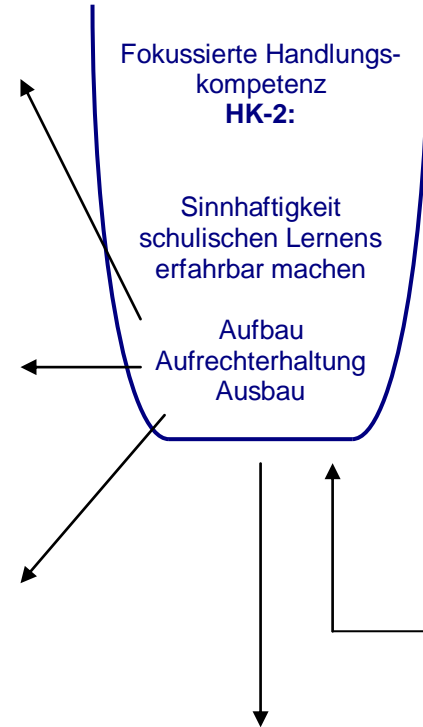 Fokussierte Handlungs-
kompetenz
HK-2:
Sinnhaftigkeit
schulischen Lernens
erfahrbar machen
Aufbau
Aufrechterhaltung
Ausbau